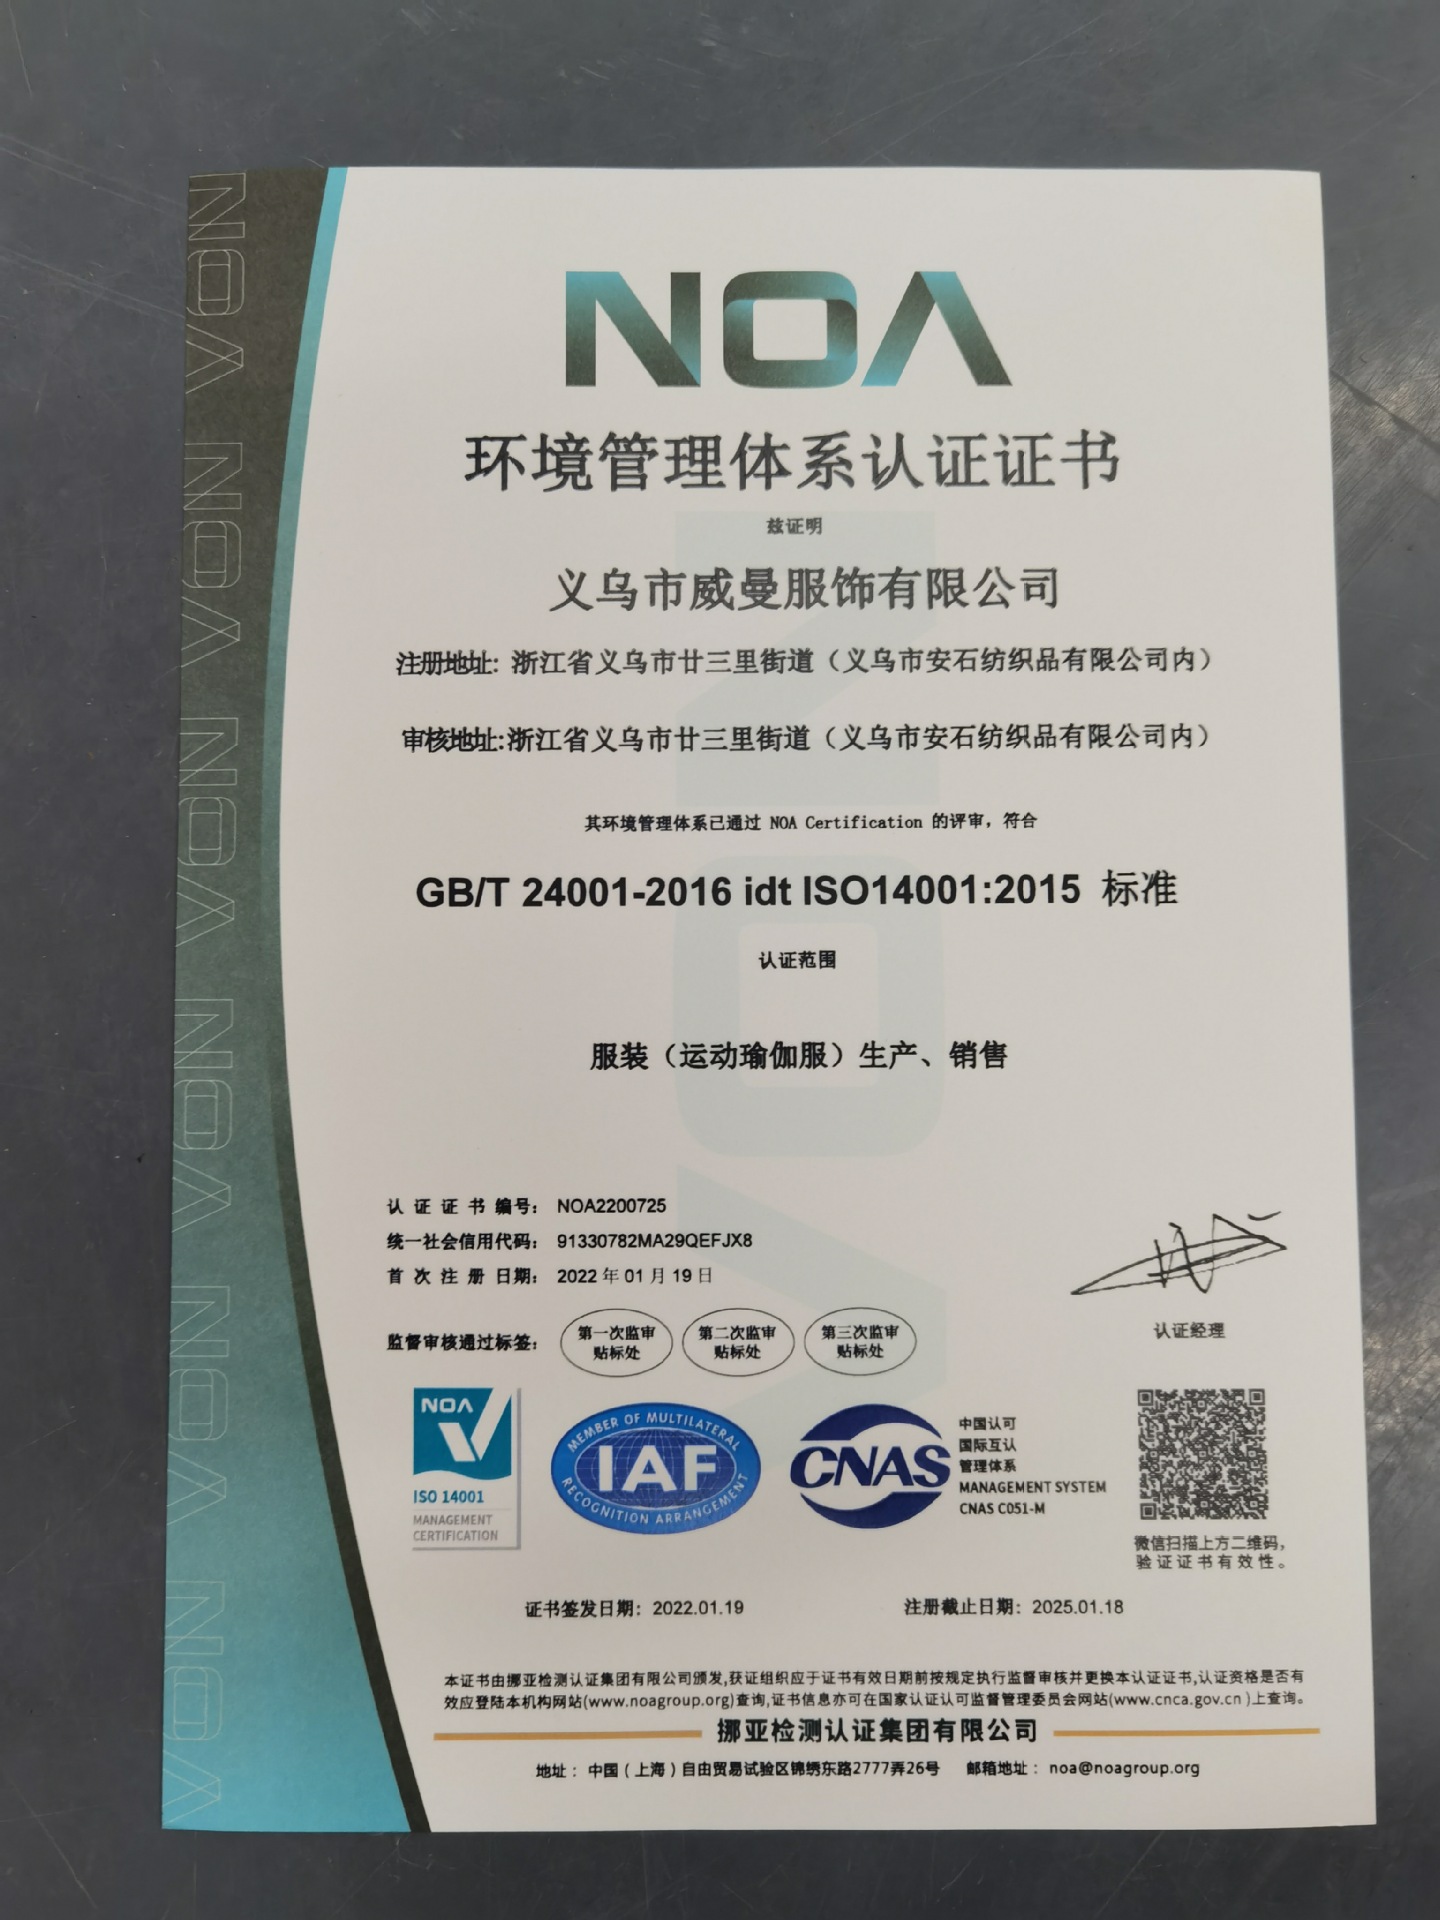 NOA
环境管理体系认证证书
兹证明
义乌市威曼服饰有限公司
注册地址: 浙江省义乌市廿三里街道（义乌市安石纺织品有限公司内）
审核地址:浙江省义乌市廿三里街道（义乌市安石纺织品有限公司内）
其环境管理体系已通过 NOA Certification 的评审，符合
GB/T 24001-2016 idt ISO14001:2015 标准
认证范围
服装（运动瑜伽服）生产、销售
认证证书编号： NOA2200725
统一社会信用代码： 91330782MA29QEFJX8
首次注册日期： 2022年01月19日
监督审核通过标签：
第一次监审
贴标处
第二次监审
贴标处
第三次监审
贴标处
认证经理
NOA
ISO 14001
MANAGEMENT
CERTIFICATION
MEMBER OF MULTILATERAL
IAF
RECOGNITION ARRANGEMENT
CNAS
中国认可
国际互认
管理体系
MANAGEMENT SYSTEM
CNAS C051-M
微信扫描上方二维码，
验证证书有效性。
证书签发日期：2022.01.19
注册截止日期：2025.01.18
本证书由挪亚检测认证集团有限公司颁发,获证组织应于证书有效日期前按规定执行监督审核并更换本认证证书,认证资格是否有
效应登陆本机构网站(www.noagroup.org)查询,证书信息亦可在国家认证认可监督管理委员会网站(www.cnca.gov.cn )上查询。
挪亚检测认证集团有限公司
地址： 中国（上海）自由贸易试验区锦绣东路2777弄26号 邮箱地址： noa@noagroup.org
NOA NOA NOA NOA NOA NOA